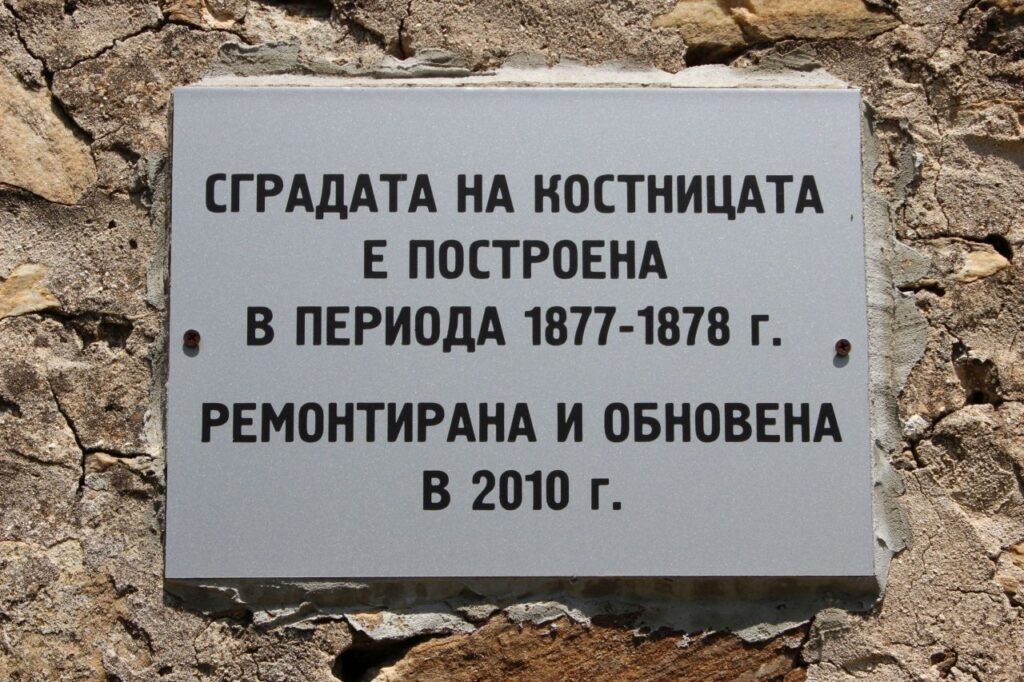 СГРАДАТА НА КОСТНИЦАТА
Е ПОСТРОЕНА
В ПЕРИОДА 1877-1878 г.
РЕМОНТИРАНА И ОБНОВЕНА
В 2010 г.